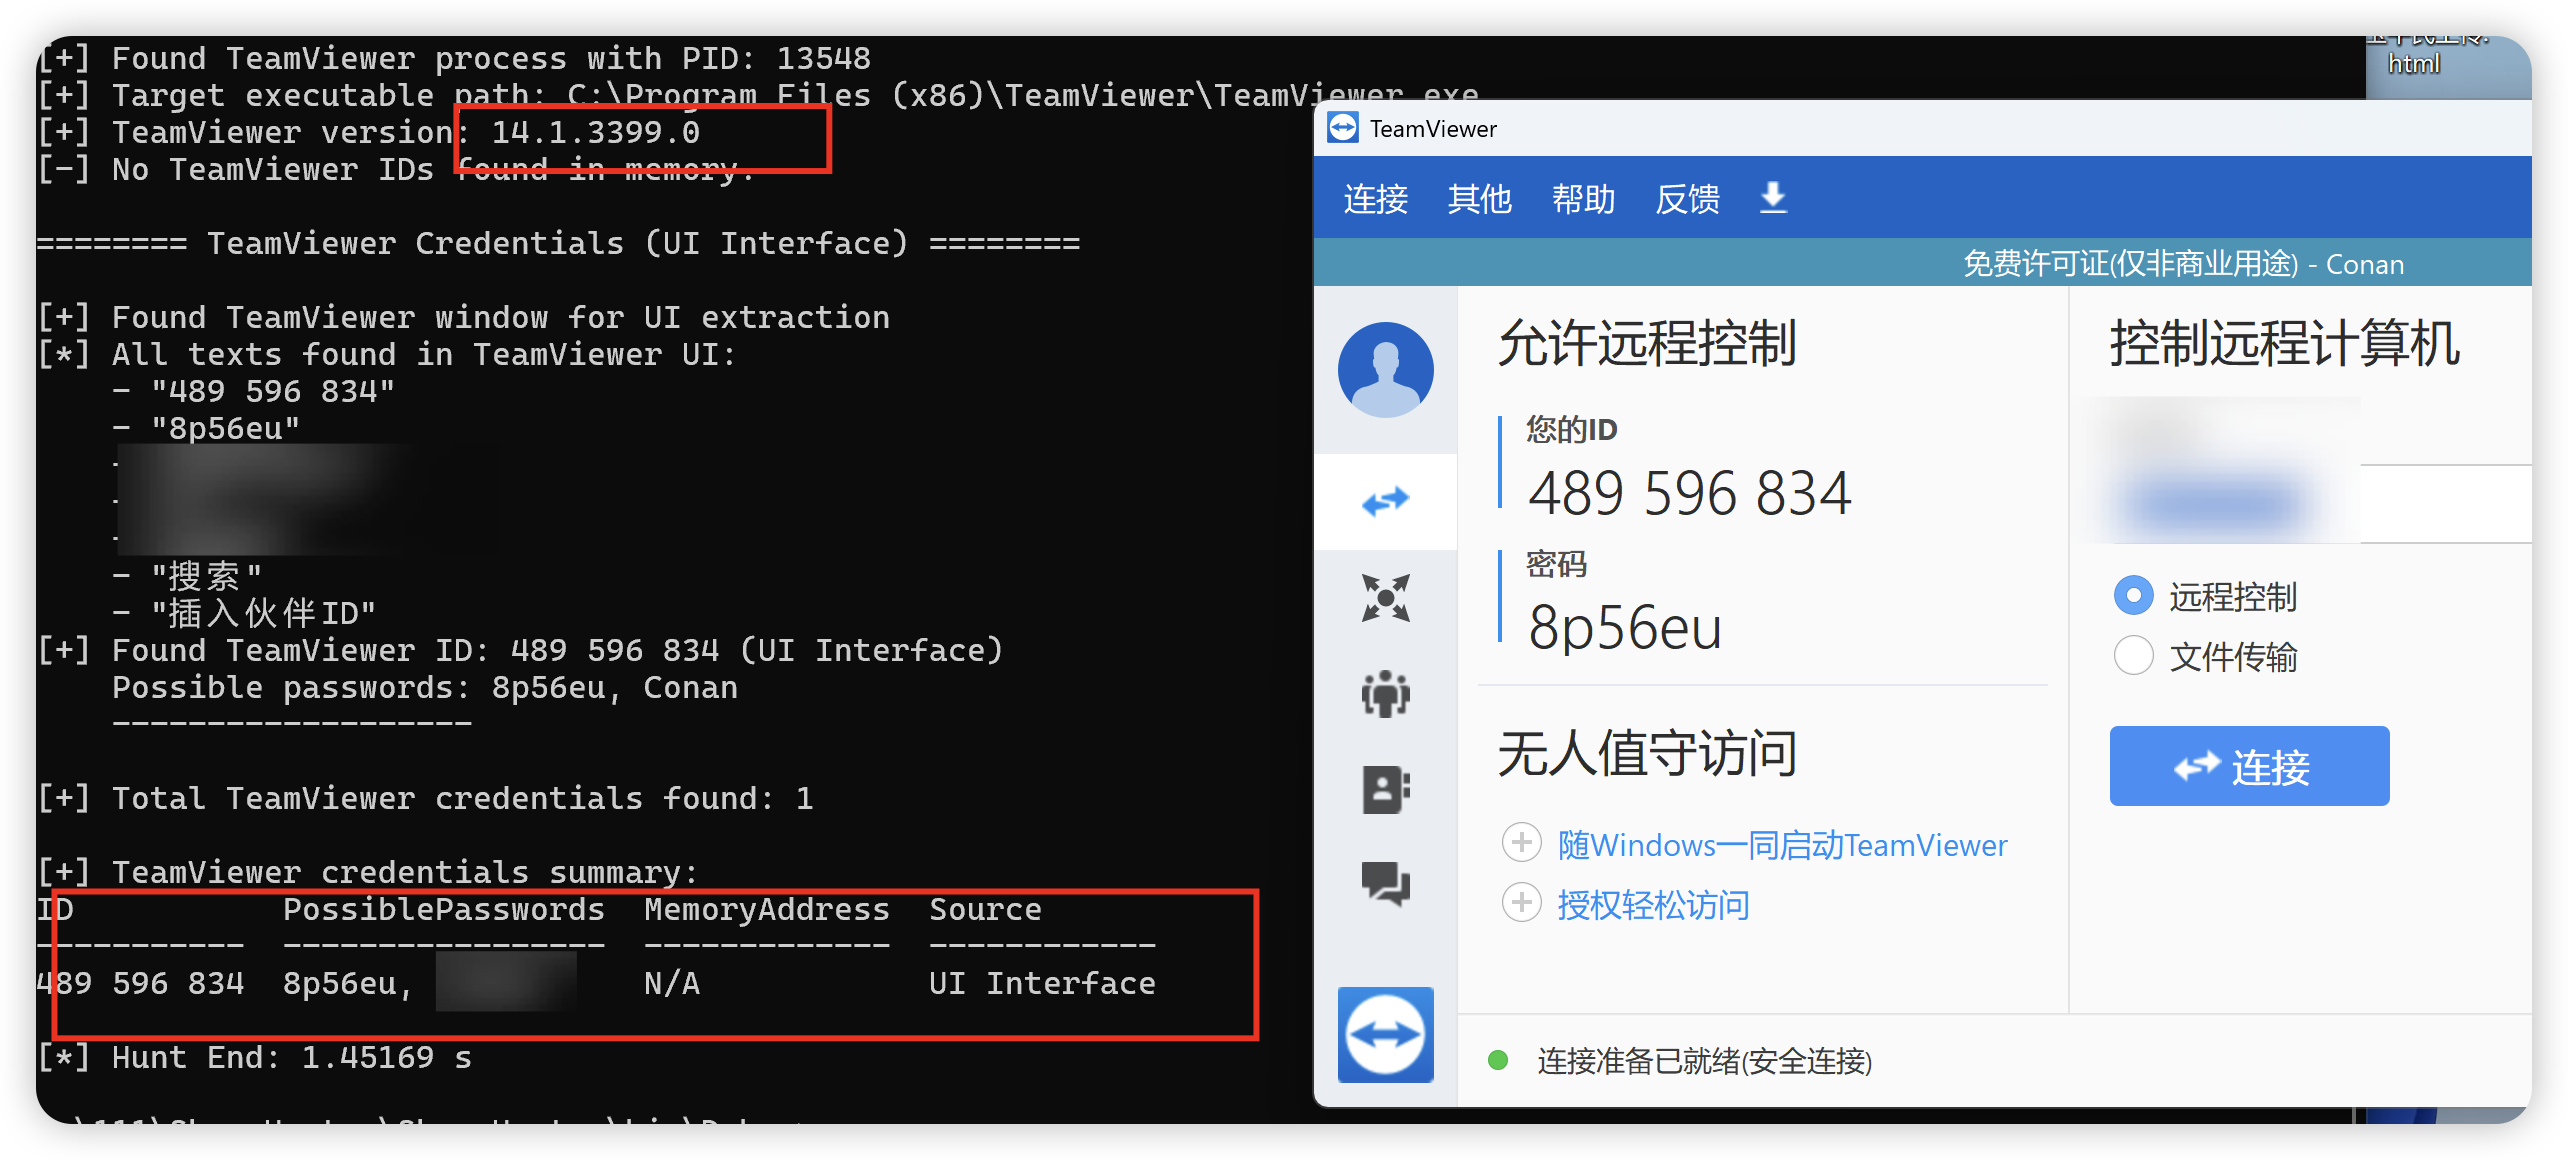 [+] Found TeamViewer process with PID: 13548
[+] Target executable path: C:\Program Files (x86)\TeamViewer\TeamViewer.exe
[+] TeamViewer version: 14.1.3399.0
[-] No TeamViewer IDs found in memory.
======== TeamViewer Credentials (UI Interface) ========
[+] Found TeamViewer window for UI extraction
[*] All texts found in TeamViewer UI:
- "489 596 834"
- "8p56eu"
-
-
-
- "搜索"
- "插入伙伴ID"
[+] Found TeamViewer ID: 489 596 834 (UI Interface)
Possible passwords: 8p56eu, Conan
-------------------
[+] Total TeamViewer credentials found: 1
[+] TeamViewer credentials summary:
ID PossiblePasswords MemoryAddress Source
----------- ----------------- ------------- ------------
489 596 834 8p56eu, N/A UI Interface
[*] Hunt End: 1.45169 s
html
TeamViewer
连接 其他 帮助 反馈
免费许可证(仅非商业用途) - Conan
允许远程控制
您的ID
489 596 834
密码
8p56eu
无人值守访问
随Windows一同启动TeamViewer
授权轻松访问
控制远程计算机
远程控制
文件传输
连接
连接准备已就绪(安全连接)